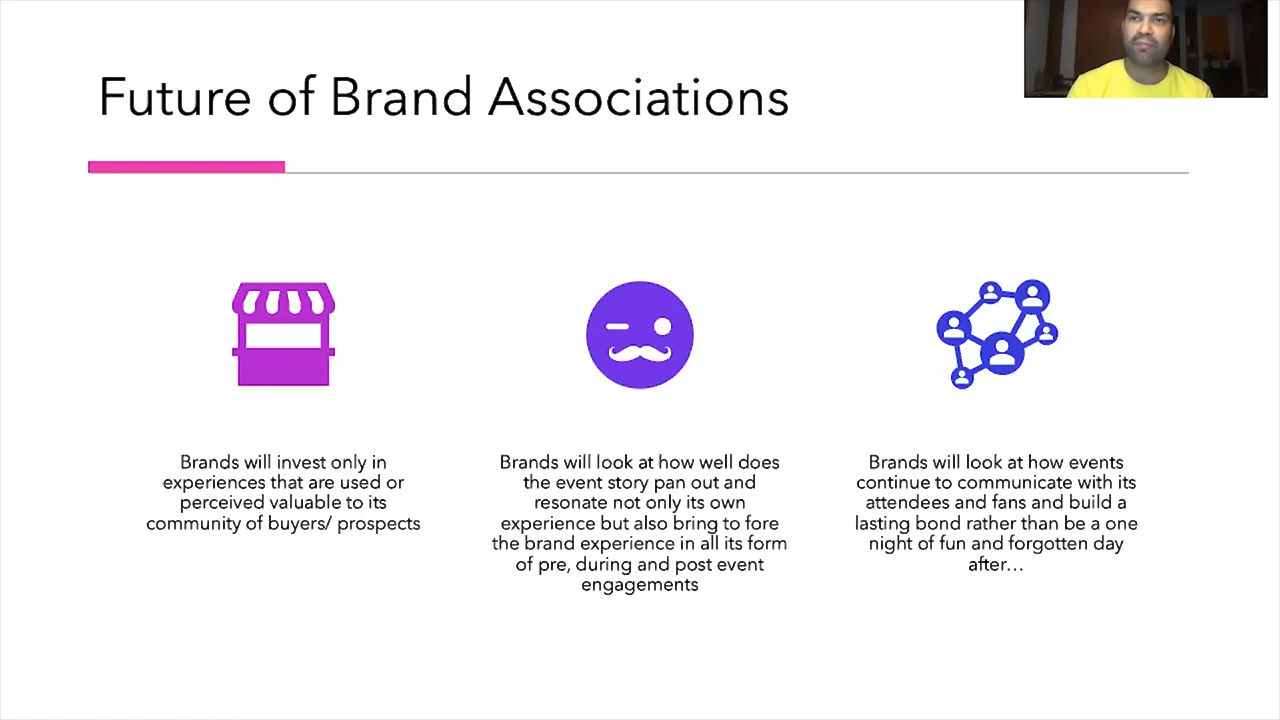 Future of Brand Associations
Brands will invest only in
experiences that are used or
perceived valuable to its
community of buyers/ prospects
Brands will look at how well does
the event story pan out and
resonate not only its own
experience but also bring to fore
the brand experience in all its form
of pre, during and post event
engagements
Brands will look at how events
continue to communicate with its
attendees and fans and build a
lasting bond rather than be a one
night of fun and forgotten day
after…